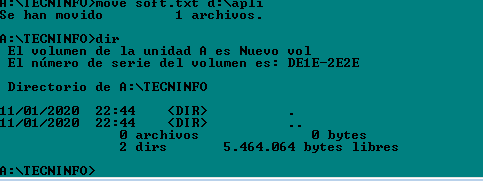 A:\TECNINFO>move soft.txt d:\apli
Se han movido 1 archivos.
A:\TECNINFO>dir
El volumen de la unidad A es Nuevo vol
El número de serie del volumen es: DE1E-2E2E
Directorio de A:\TECNINFO
11/01/2020 22:44 <DIR> .
11/01/2020 22:44 <DIR> ..
0 archivos 0 bytes
2 dirs 5.464.064 bytes libres
A:\TECNINFO>